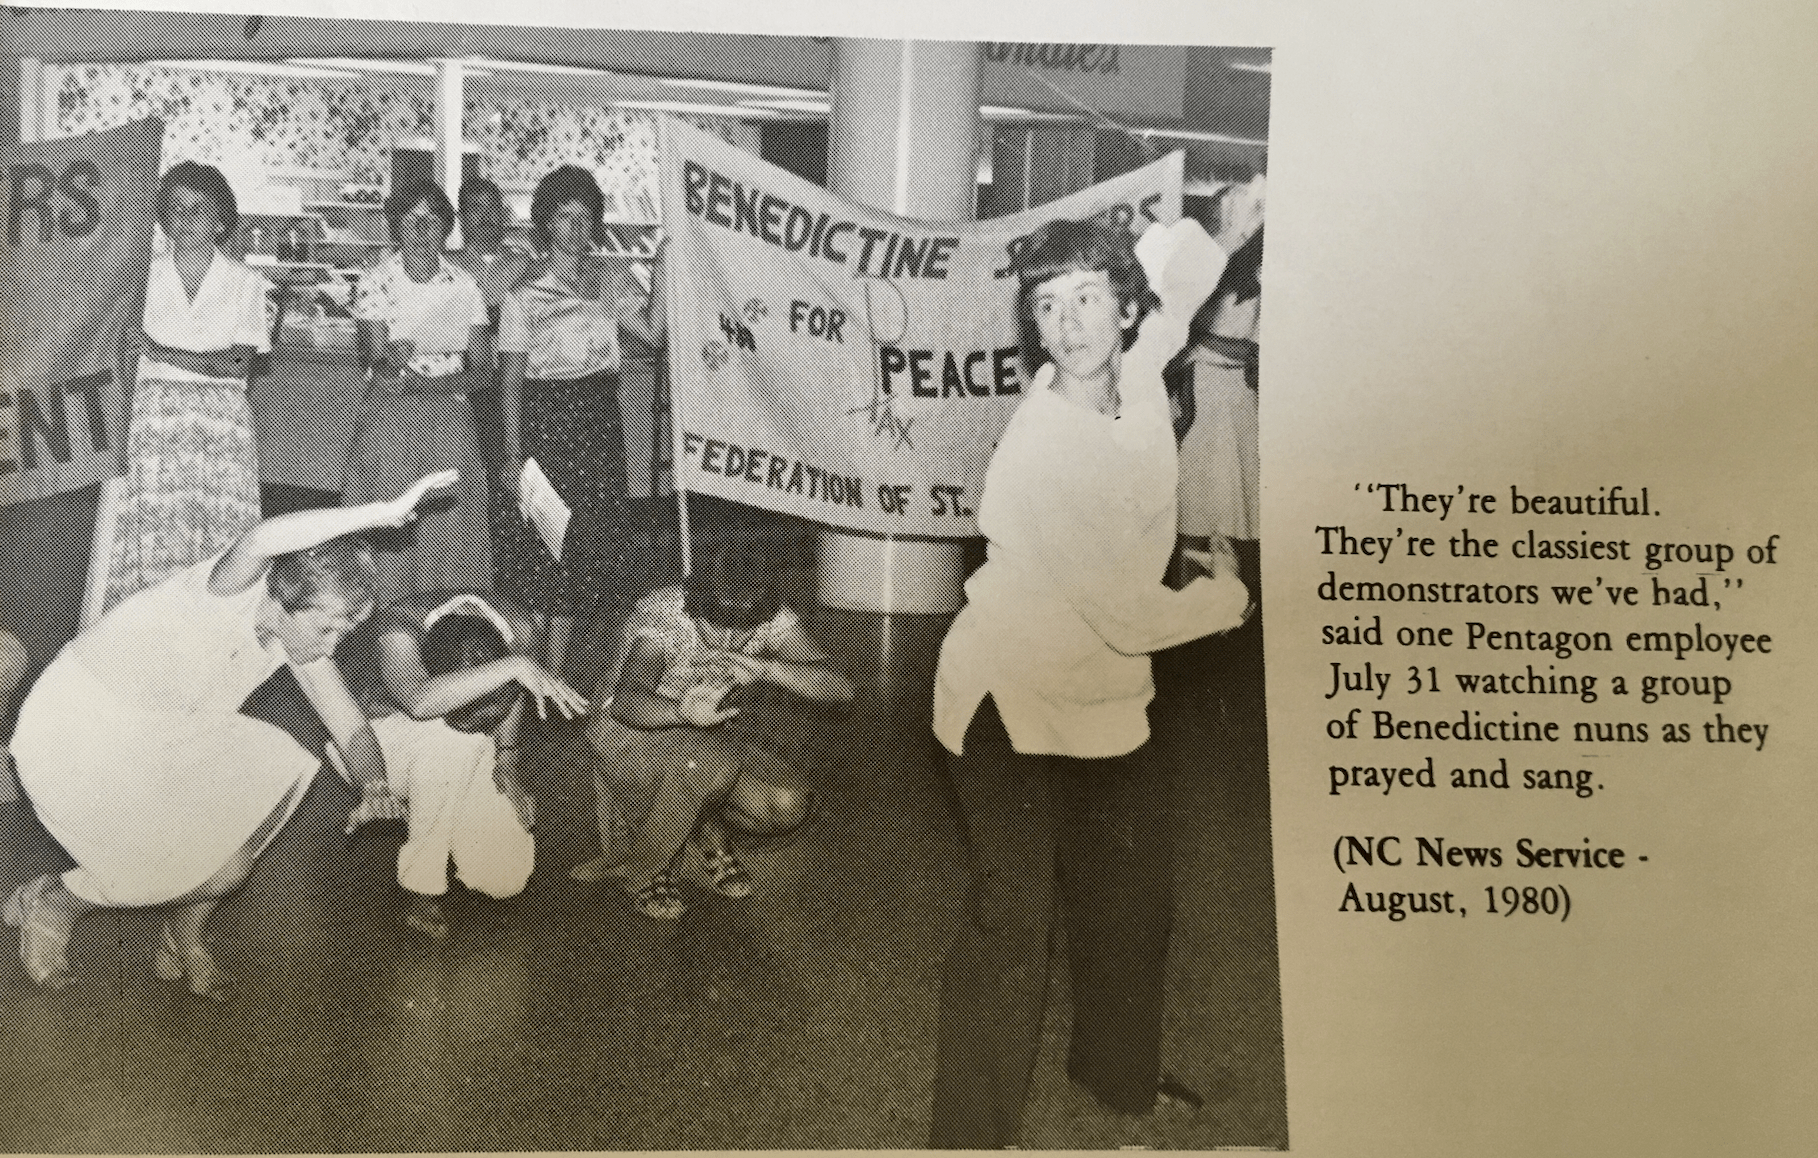 RS
ENT
BENEDICTINE
FOR
PEACE
PAX
FEDERATION OF ST.
‘‘They’re beautiful.
They’re the classiest group of
demonstrators we’ve had,’’
said one Pentagon employee
July 31 watching a group
of Benedictine nuns as they
prayed and sang.
(NC News Service -
August, 1980)